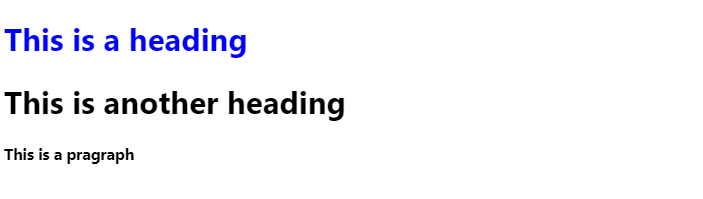 This is a heading
This is another heading
This is a pragraph